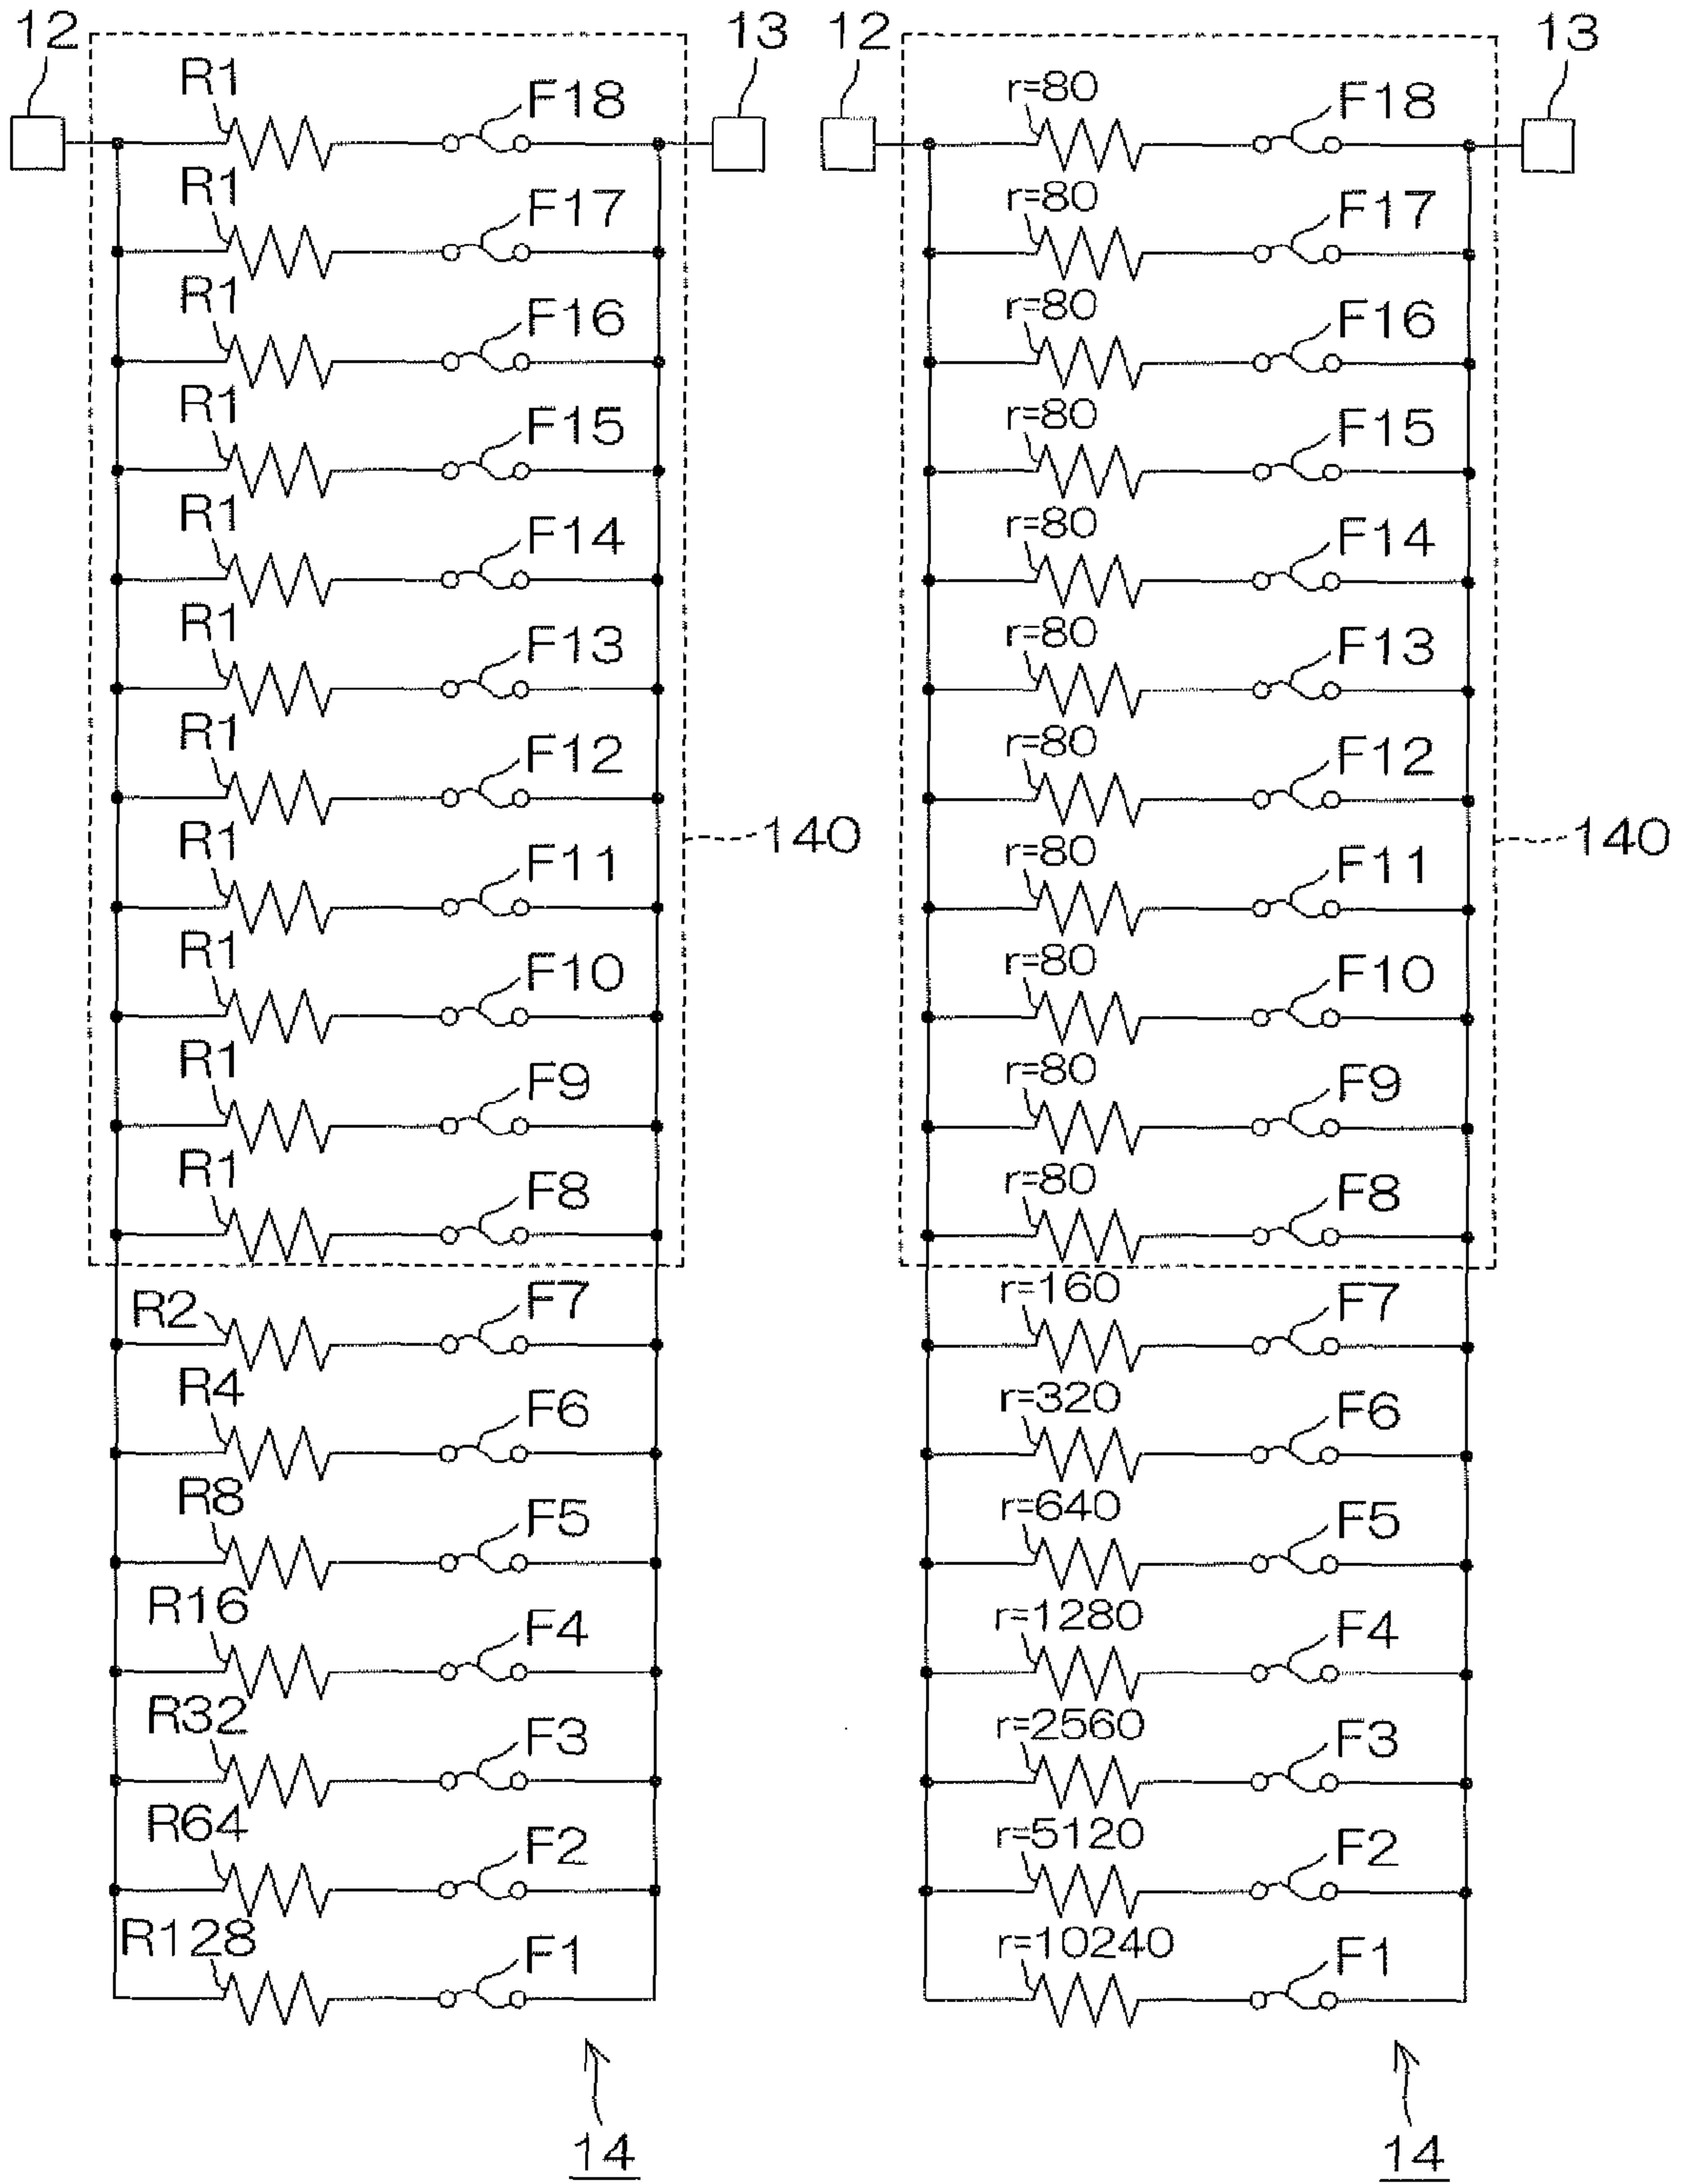 12 13 12 13
R1 F18 r=80 F18
R1 F17 r=80 F17
R1 F16 r=80 F16
R1 F15 r=80 F15
R1 F14 r=80 F14
R1 F13 r=80 F13
R1 F12 r=80 F12
140 140
R1 F11 r=80 F11
R1 F10 r=80 F10
R1 F9 r=80 F9
R1 F8 r=80 F8
R2 F7 r=160 F7
R4 F6 r=320 F6
R8 F5 r=640 F5
R16 F4 r=1280 F4
R32 F3 r=2560 F3
R64 F2 r=5120 F2
R128 F1 r=10240 F1
14 14